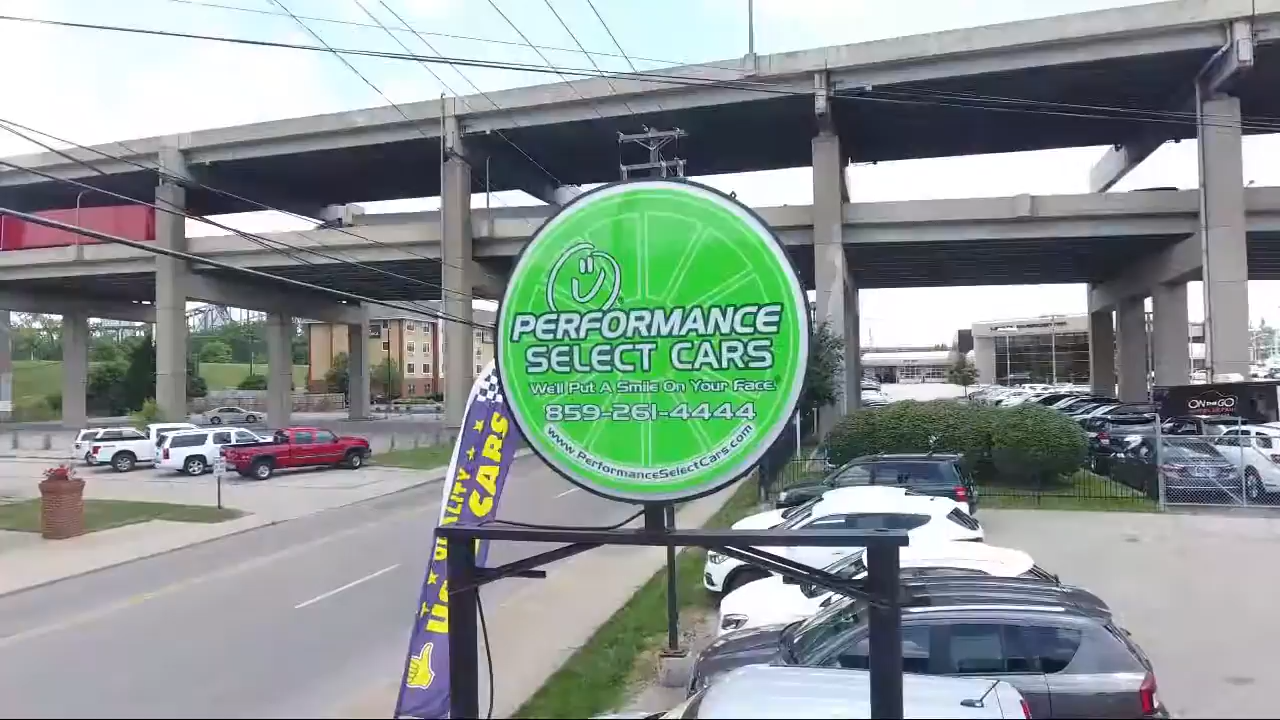 PERFORMANCE
SELECT CARS
We'll Put A Smile On Your Face.
859-261-4444
www.PerformanceSelectCars.com
CARS
ON THE GO